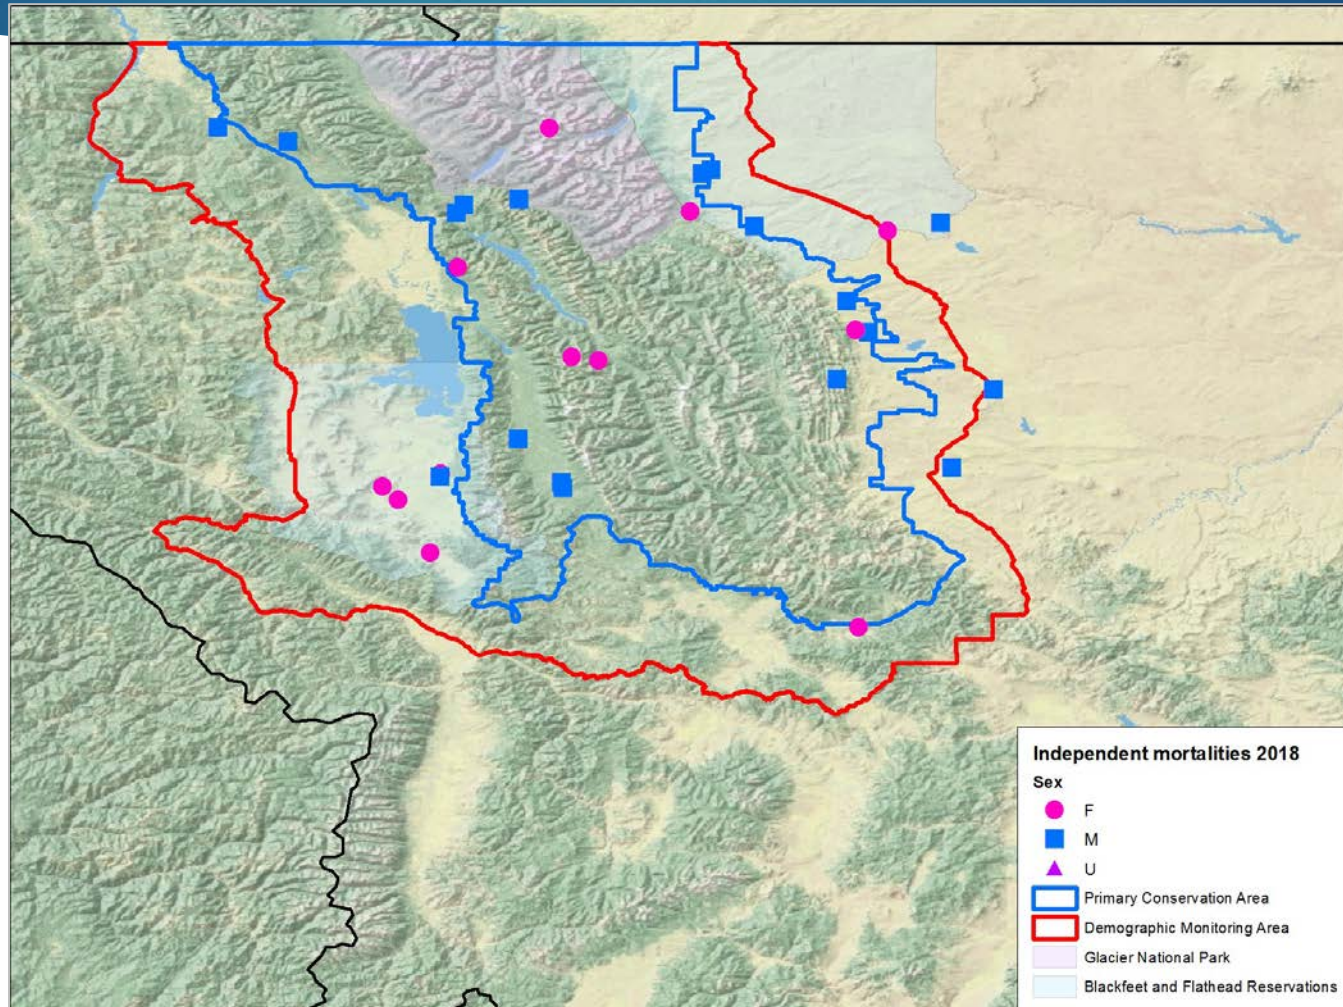 Independent mortalities 2018
Sex
F
M
U
Primary Conservation Area
Demographic Monitoring Area
Glacier National Park
Blackfeet and Flathead Reservations